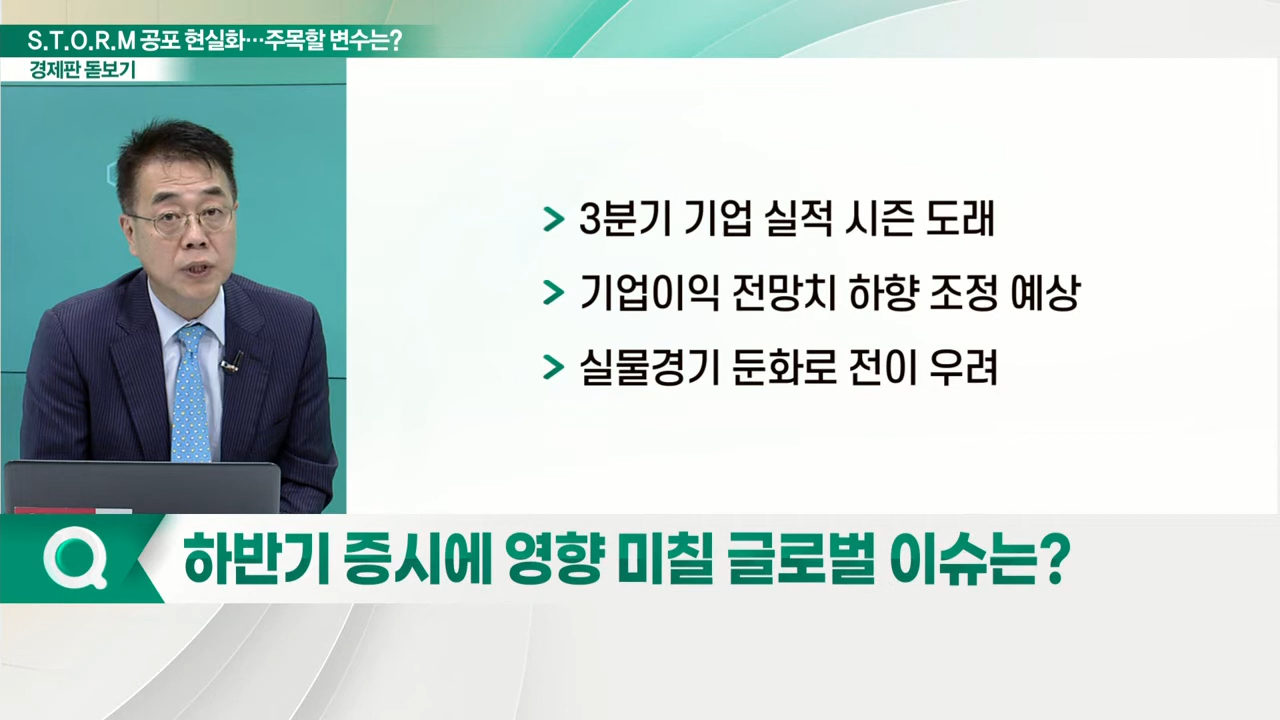 S.T.O.R.M 공포 현실화…주목할 변수는?
경제판 돋보기
> 3분기 기업 실적 시즌 도래
> 기업이익 전망치 하향 조정 예상
> 실물경기 둔화로 전이 우려
Q 하반기 증시에 영향 미칠 글로벌 이슈는?